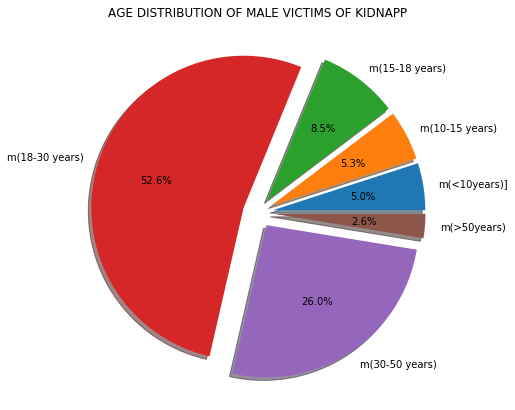 AGE DISTRIBUTION OF MALE VICTIMS OF KIDNAPP
m(15-18 years)
8.5%
m(10-15 years)
5.3%
m(18-30 years)
52.6%
m(<10years)]
5.0%
2.6%
m(>50years)
26.0%
m(30-50 years)